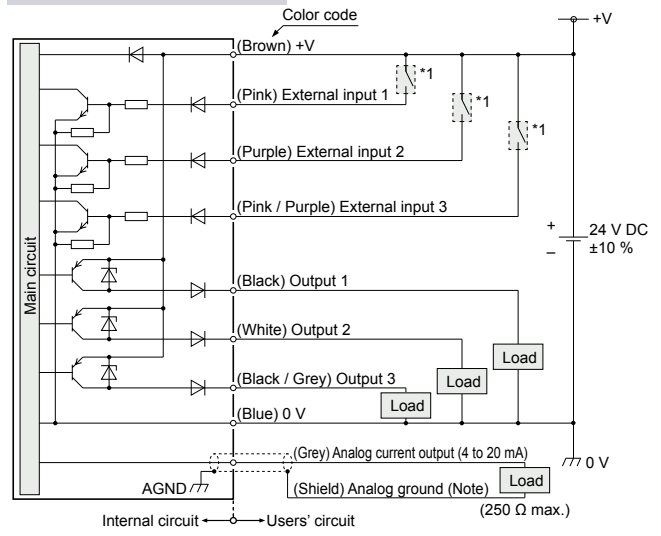 Color code
+V
(Brown) +V
*1
(Pink) External input 1
*1
*1
(Purple) External input 2
(Pink / Purple) External input 3
+
24 V DC
−
±10 %
Main circuit
(Black) Output 1
(White) Output 2
Load
Load
(Black / Grey) Output 3
Load
(Blue) 0 V
(Grey) Analog current output (4 to 20 mA)
0 V
Load
AGND
(Shield) Analog ground (Note)
(250 Ω max.)
Internal circuit
Users' circuit